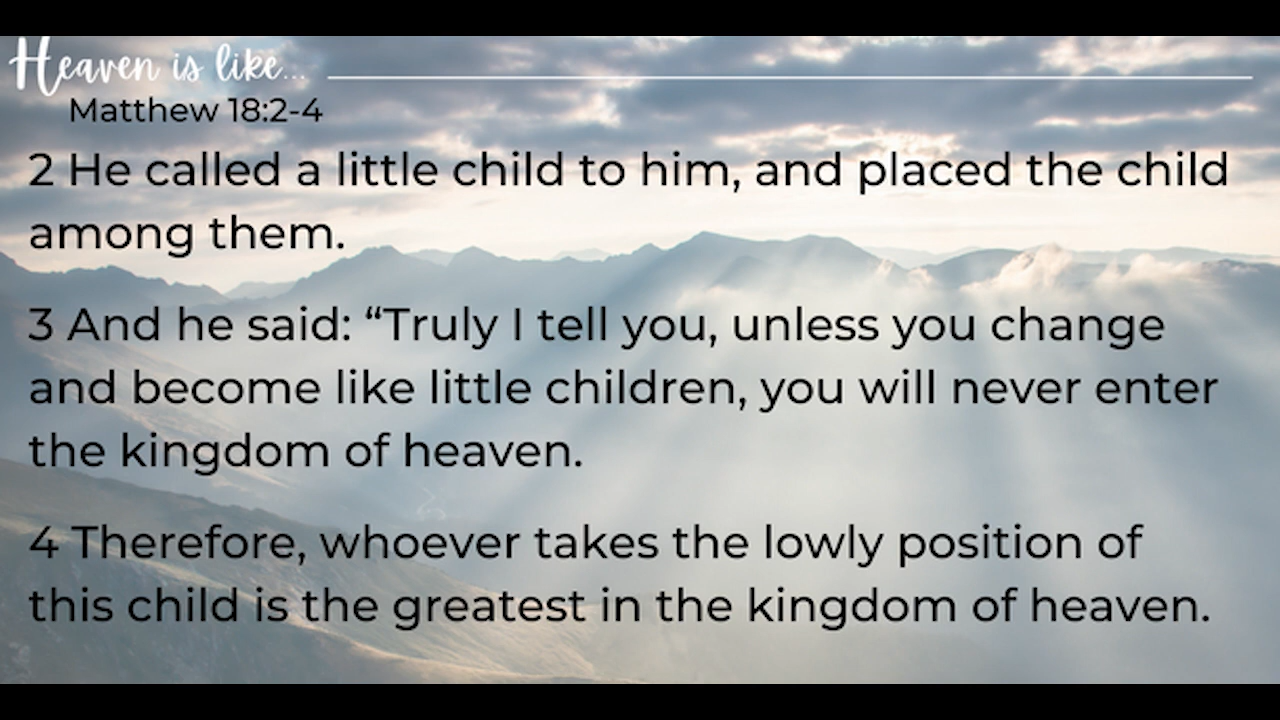 Heaven is like...
Matthew 18:2-4
2 He called a little child to him, and placed the child
among them.
3 And he said: “Truly I tell you, unless you change
and become like little children, you will never enter
the kingdom of heaven.
4 Therefore, whoever takes the lowly position of
this child is the greatest in the kingdom of heaven.